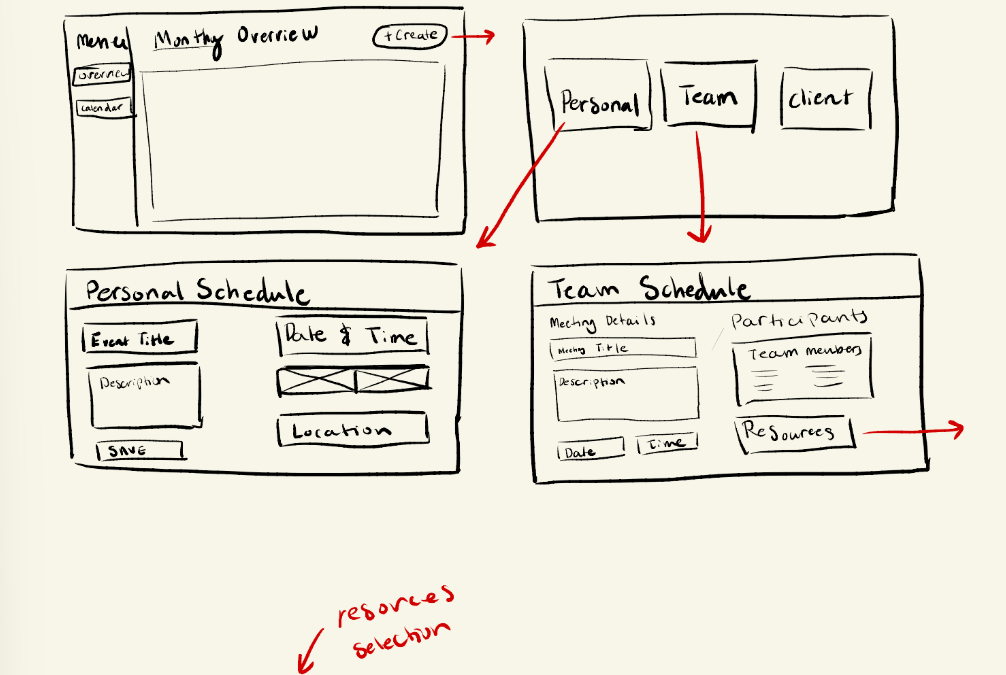 Menu
Overview
Calendar
Monthy Overview
+ Create
Personal
Team
Client
Personal Schedule
Event Title
Description
SAVE
Date & Time
Location
Team Schedule
Meeting Details
Meeting Title
Description
Date
Time
Participants
Team members
Resources
resources
selection